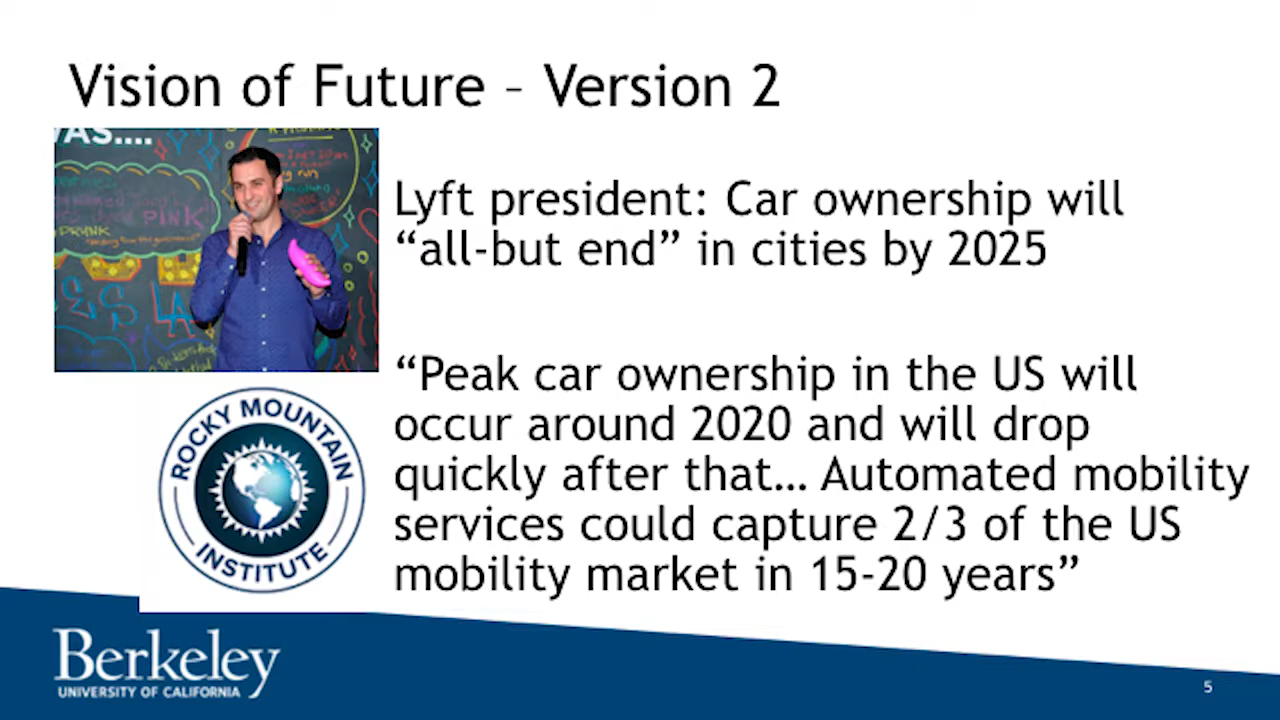 Vision of Future – Version 2
AS....
PINK
DRUNK
Lyft president: Car ownership will
“all-but end” in cities by 2025
“Peak car ownership in the US will
occur around 2020 and will drop
quickly after that... Automated mobility
services could capture 2/3 of the US
mobility market in 15-20 years”
ROCKY MOUNTAIN
INSTITUTE
Berkeley
UNIVERSITY OF CALIFORNIA
5